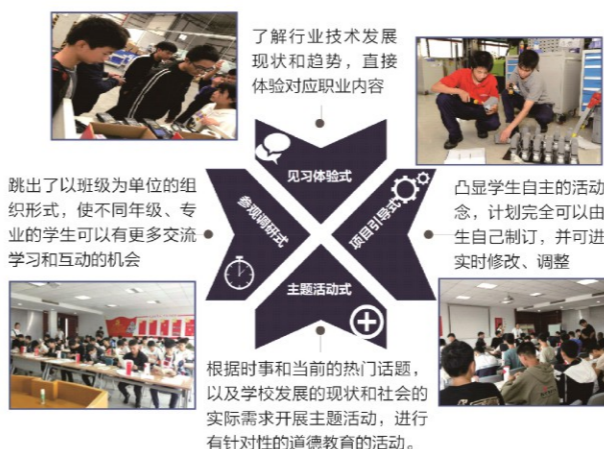 了解行业技术发展
现状和趋势，直接
体验对应职业内容
见习体验式
跳出了以班级为单位的组
织形式，使不同年级、专
业的学生可以有更多交流
学习和互动的机会
参观调研式
项目引导式
凸显学生自主的活动
念，计划完全可以由
生自己制订，并可进
实时修改、调整
主题活动式
根据时事和当前的热门话题，
以及学校发展的现状和社会的
实际需求开展主题活动，进行
有针对性的道德教育的活动。